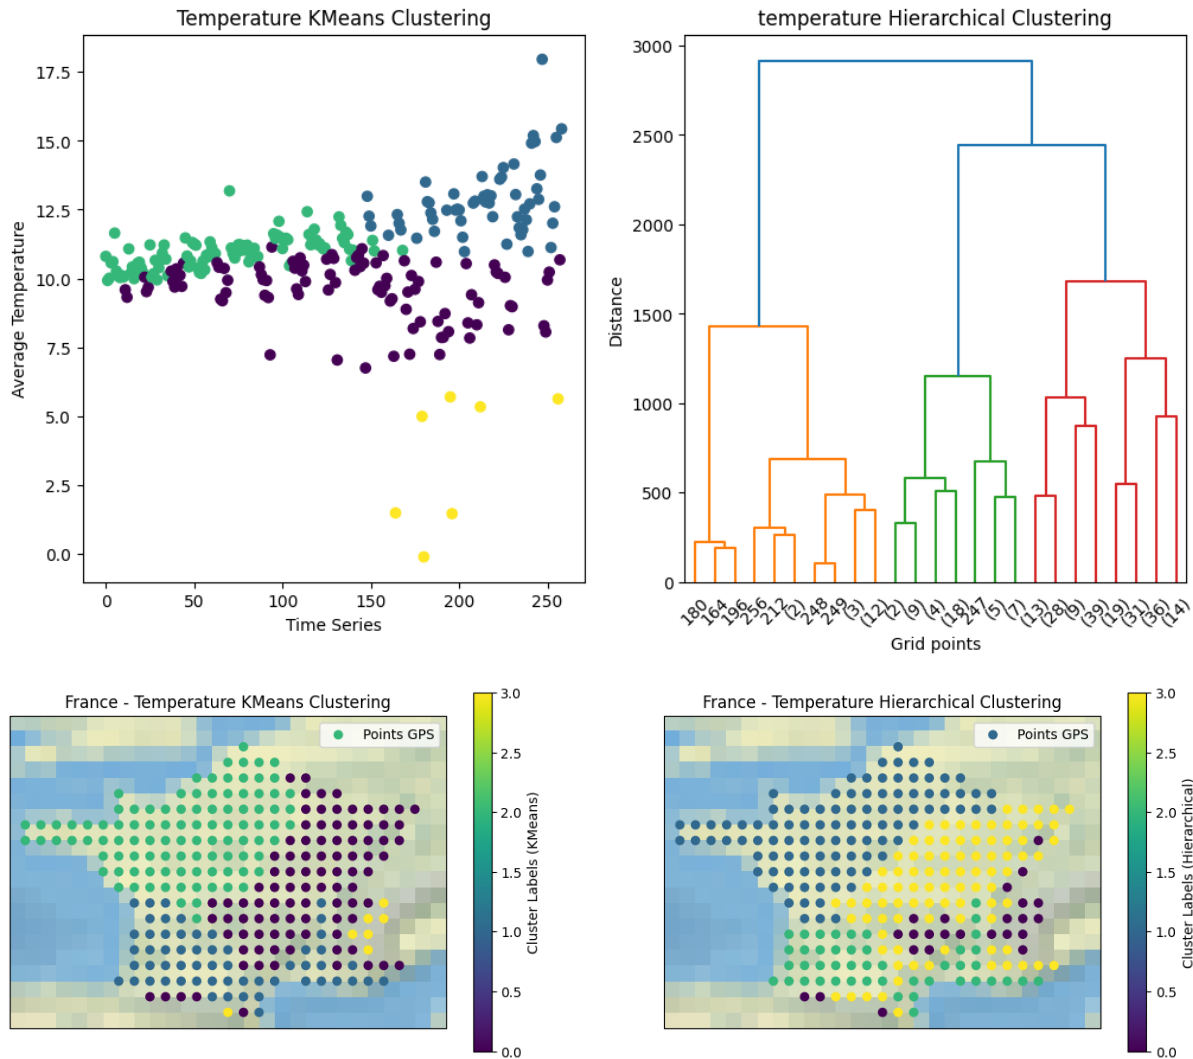 Temperature KMeans Clustering
17.5
15.0
12.5
10.0
7.5
5.0
2.5
0.0
Average Temperature
0 50 100 150 200 250
Time Series
temperature Hierarchical Clustering
3000
2500
2000
1500
1000
500
0
Distance
180 164 196 256 212 (2) 248 249 (3) (12) (2) (9) (4) (18) 247 (5) (7) (13) (28) (9) (39) (19) (31) (36) (14)
Grid points
France - Temperature KMeans Clustering
Points GPS
3.0
2.5
2.0
1.5
1.0
0.5
0.0
Cluster Labels (KMeans)
France - Temperature Hierarchical Clustering
Points GPS
3.0
2.5
2.0
1.5
1.0
0.5
0.0
Cluster Labels (Hierarchical)